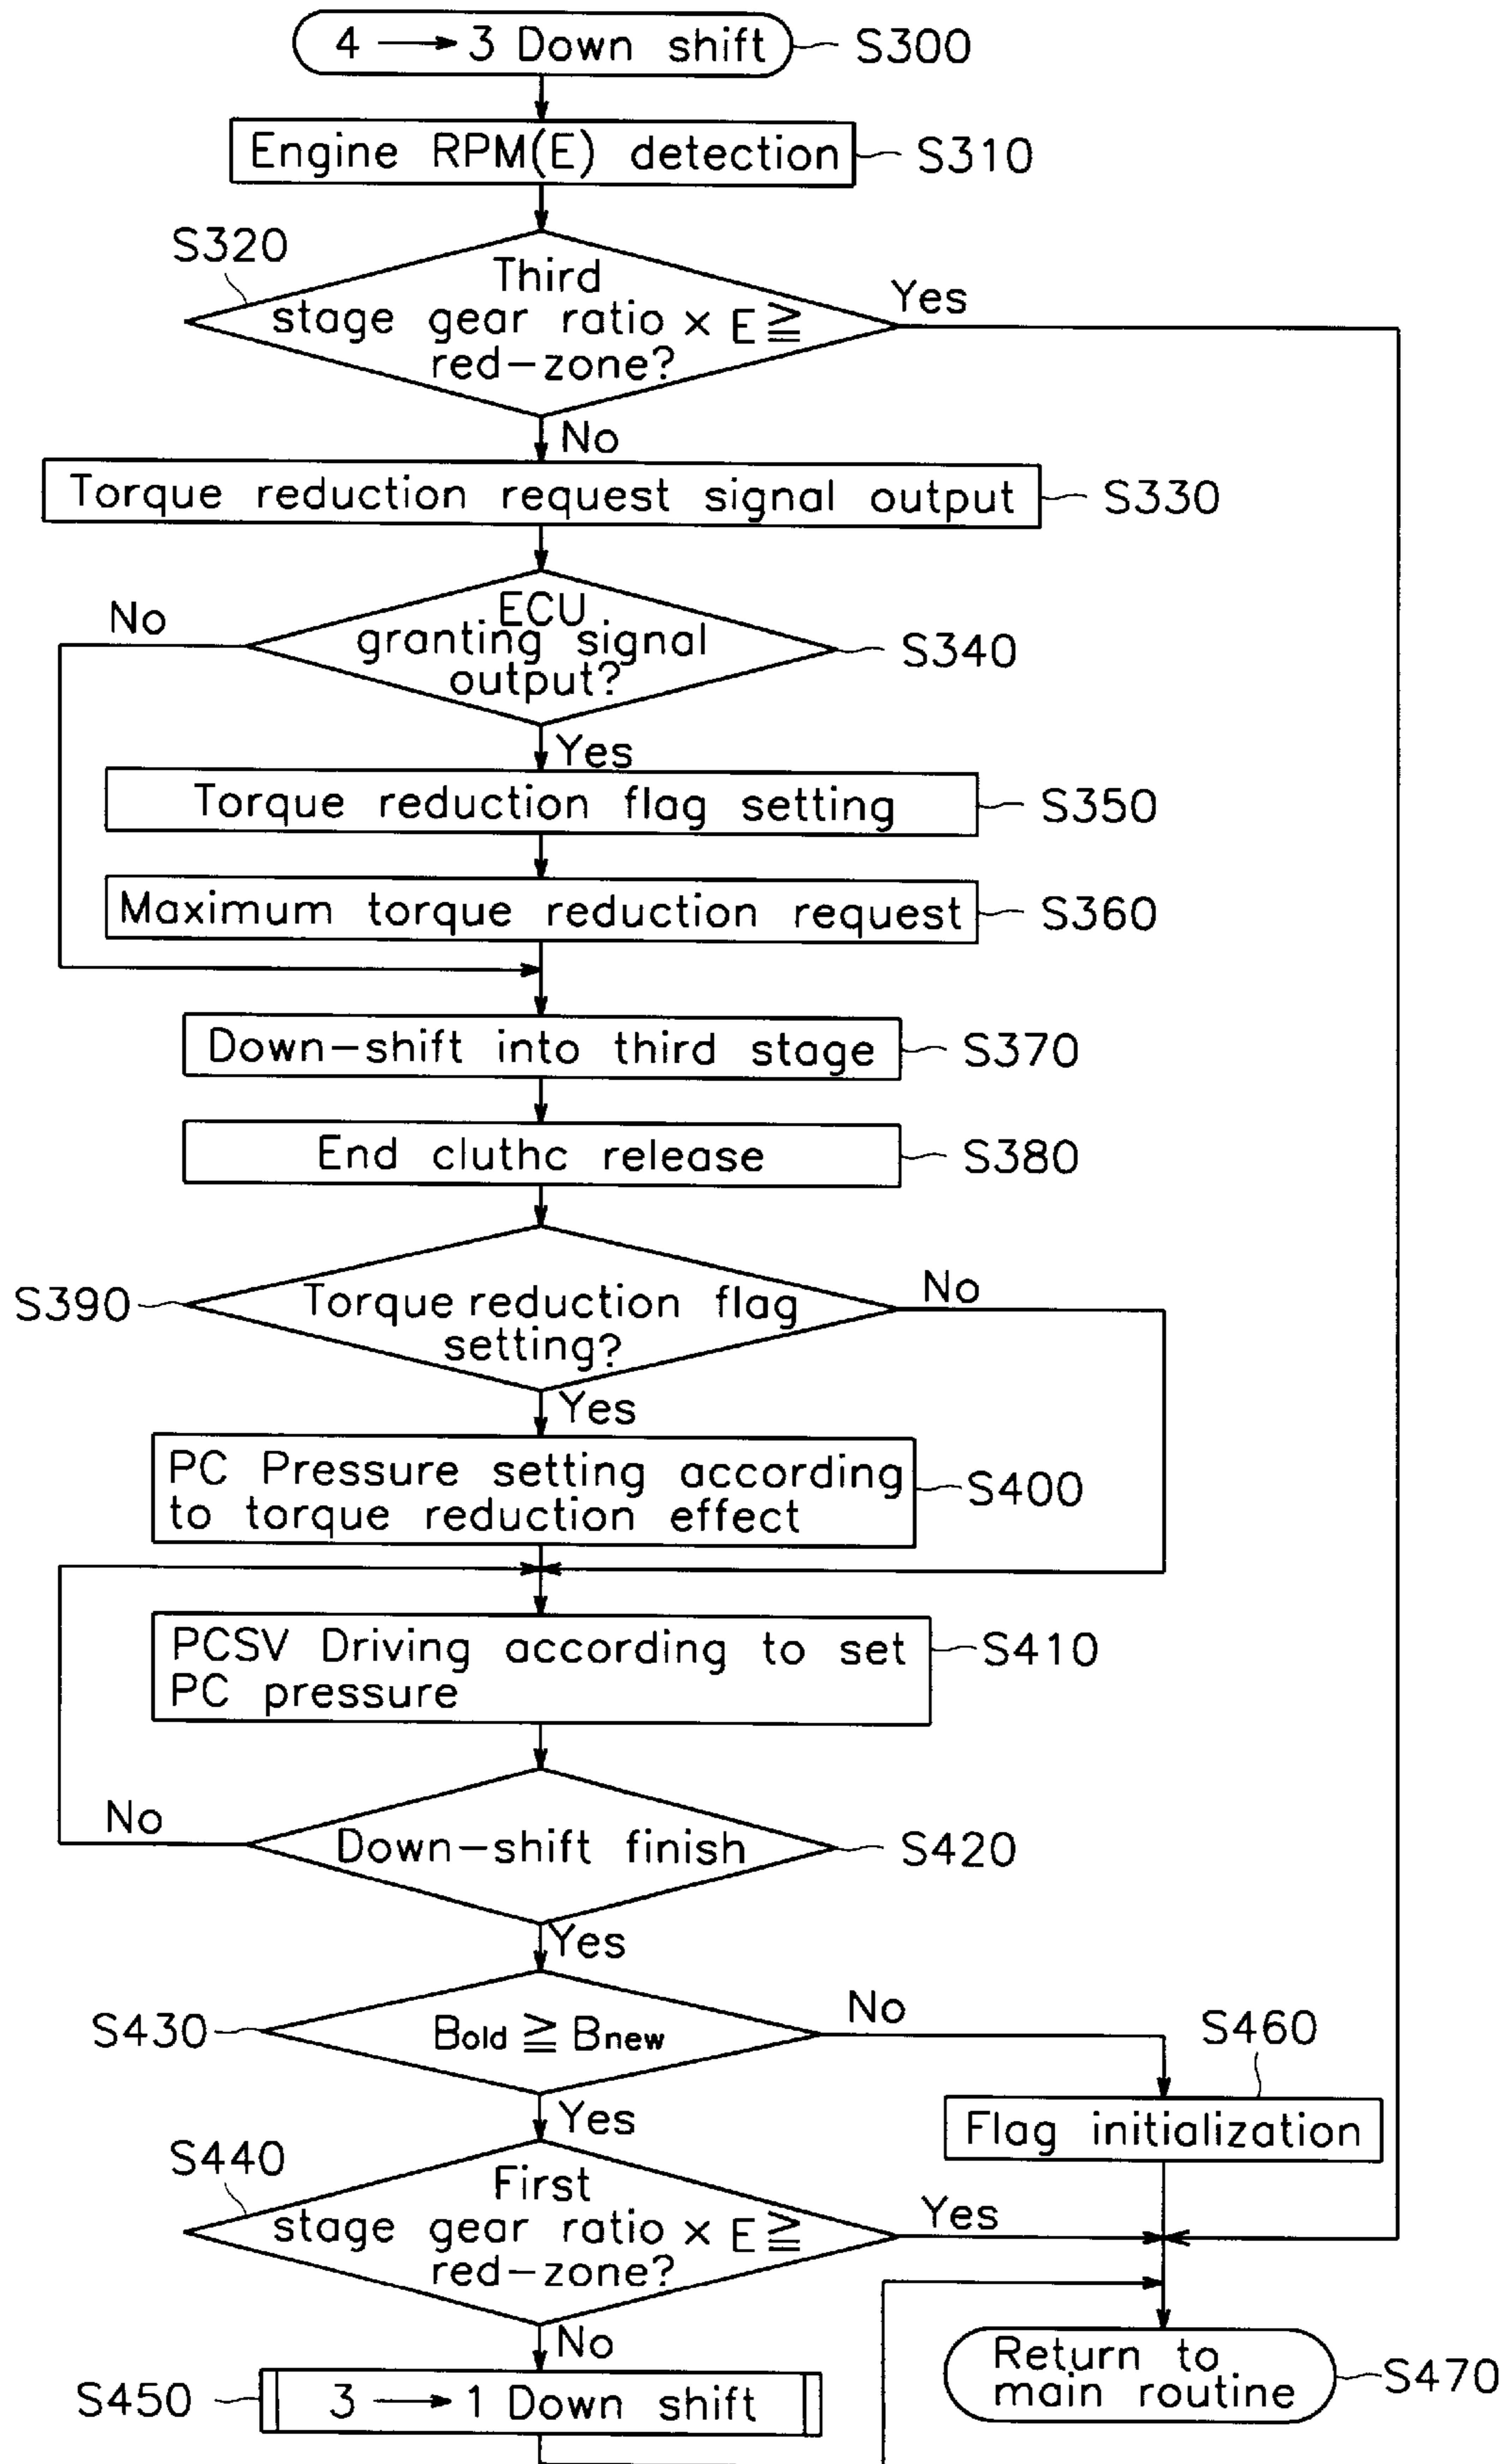 4 → 3 Down shift
S300
Engine RPM(E) detection
S310
S320
Third
stage gear ratio × E ≧
red-zone?
Yes
No
Torque reduction request signal output
S330
No
ECU
granting signal
output?
S340
Yes
Torque reduction flag setting
S350
Maximum torque reduction request
S360
Down-shift into third stage
S370
End cluthc release
S380
S390
Torque reduction flag
setting?
No
Yes
PC Pressure setting according
to torque reduction effect
S400
PCSV Driving according to set
PC pressure
S410
No
Down-shift finish
S420
Yes
S430
Bold ≧ Bnew
No
S460
Yes
Flag initialization
S440
First
stage gear ratio × E ≧
red-zone?
Yes
No
S450
3 → 1 Down shift
Return to
main routine
S470